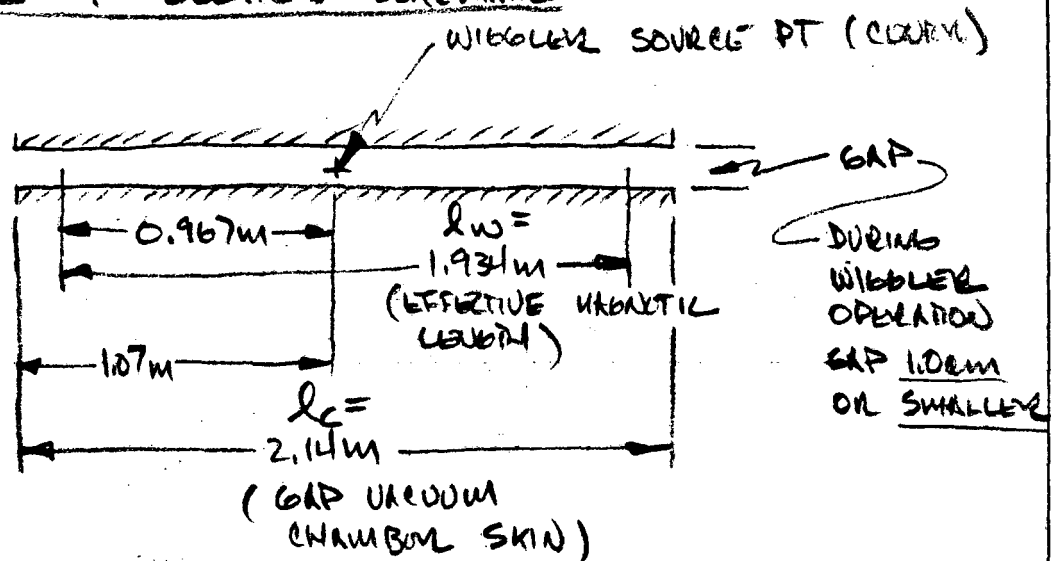 WIGGLER SOURCE PT
GAP
0.967m
lw =
1.934m
(EFFECTIVE MAGNETIC
LENGTH)
DURING
WIGGLER
OPERATION
GAP 1.0cm
OR SMALLER
1.07m
lc =
2.14m
(GAP VACUUM
CHAMBER SKIN)